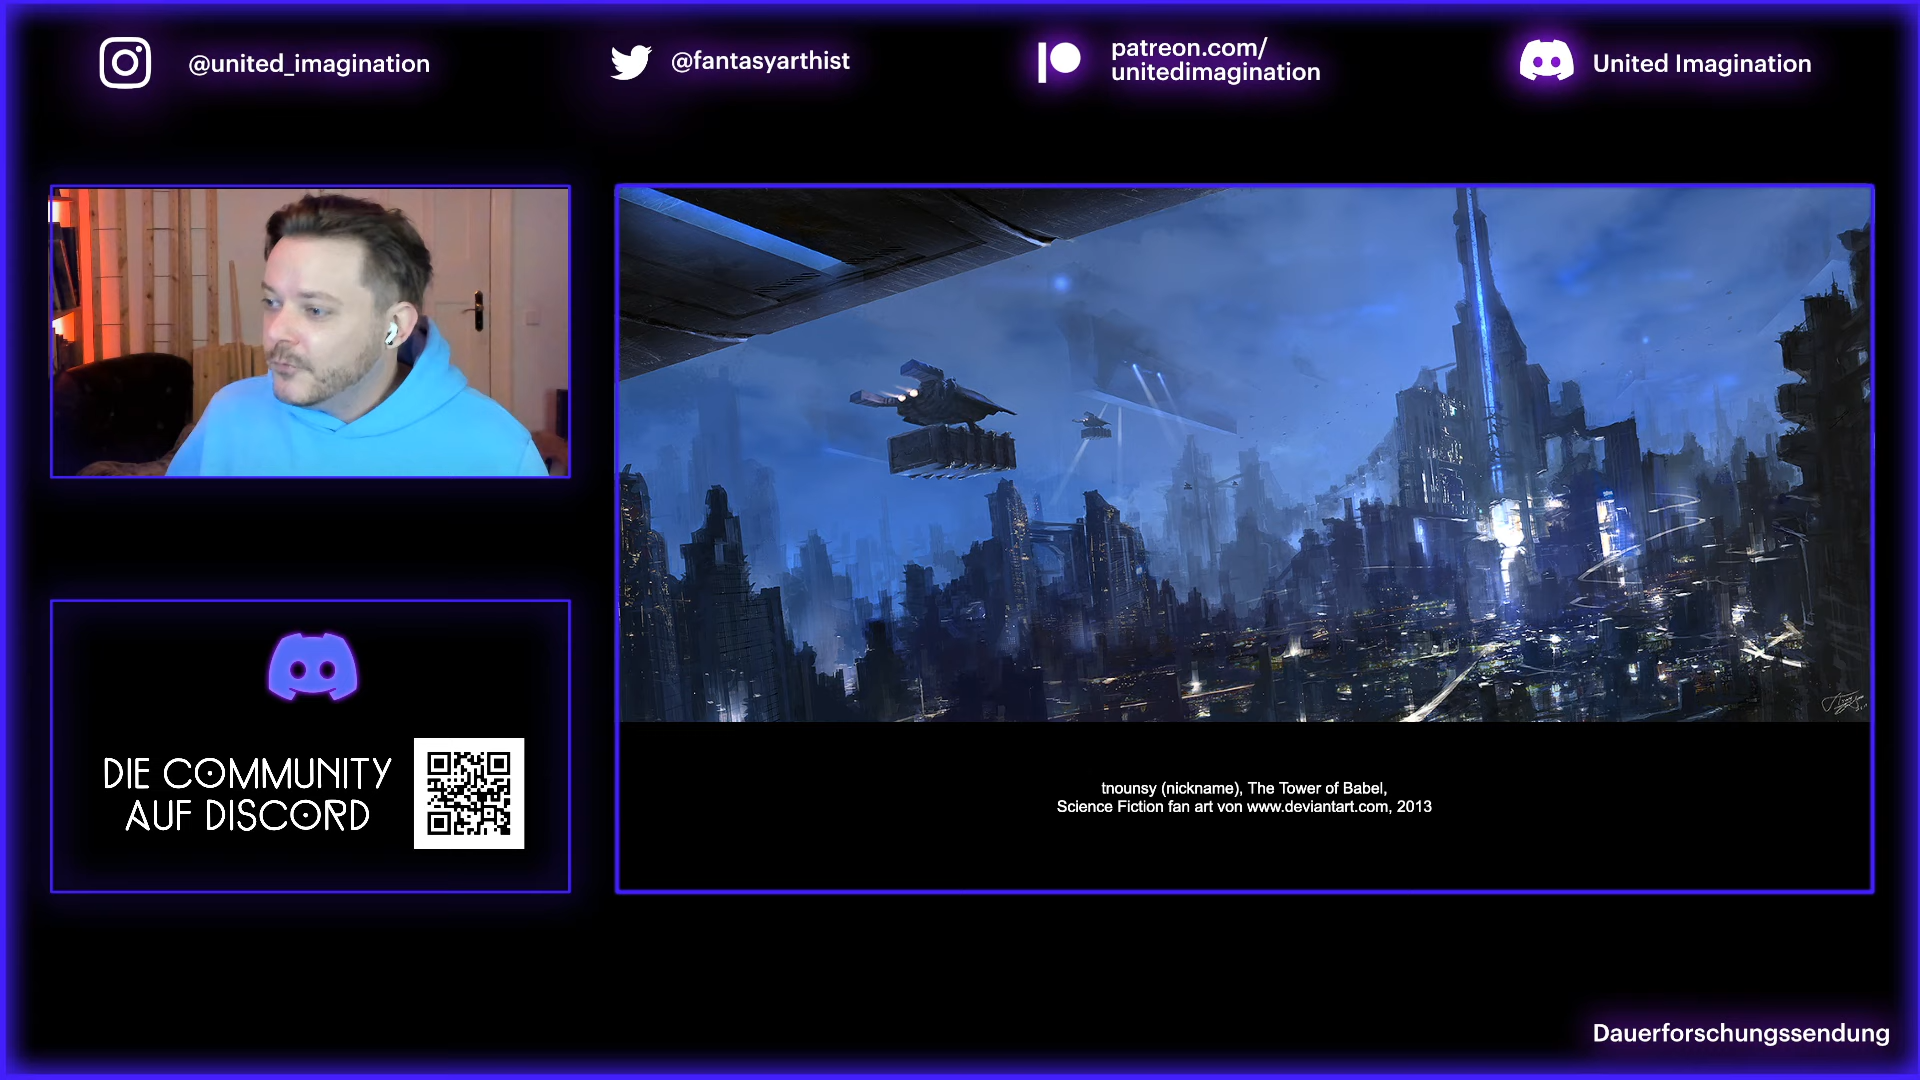 @united_imagination
@fantasyarthist
patreon.com/
unitedimagination
United Imagination
DIE COMMUNITY
AUF DISCORD
tnounsy (nickname), The Tower of Babel,
Science Fiction fan art von www.deviantart.com, 2013
Dauerforschungssendung